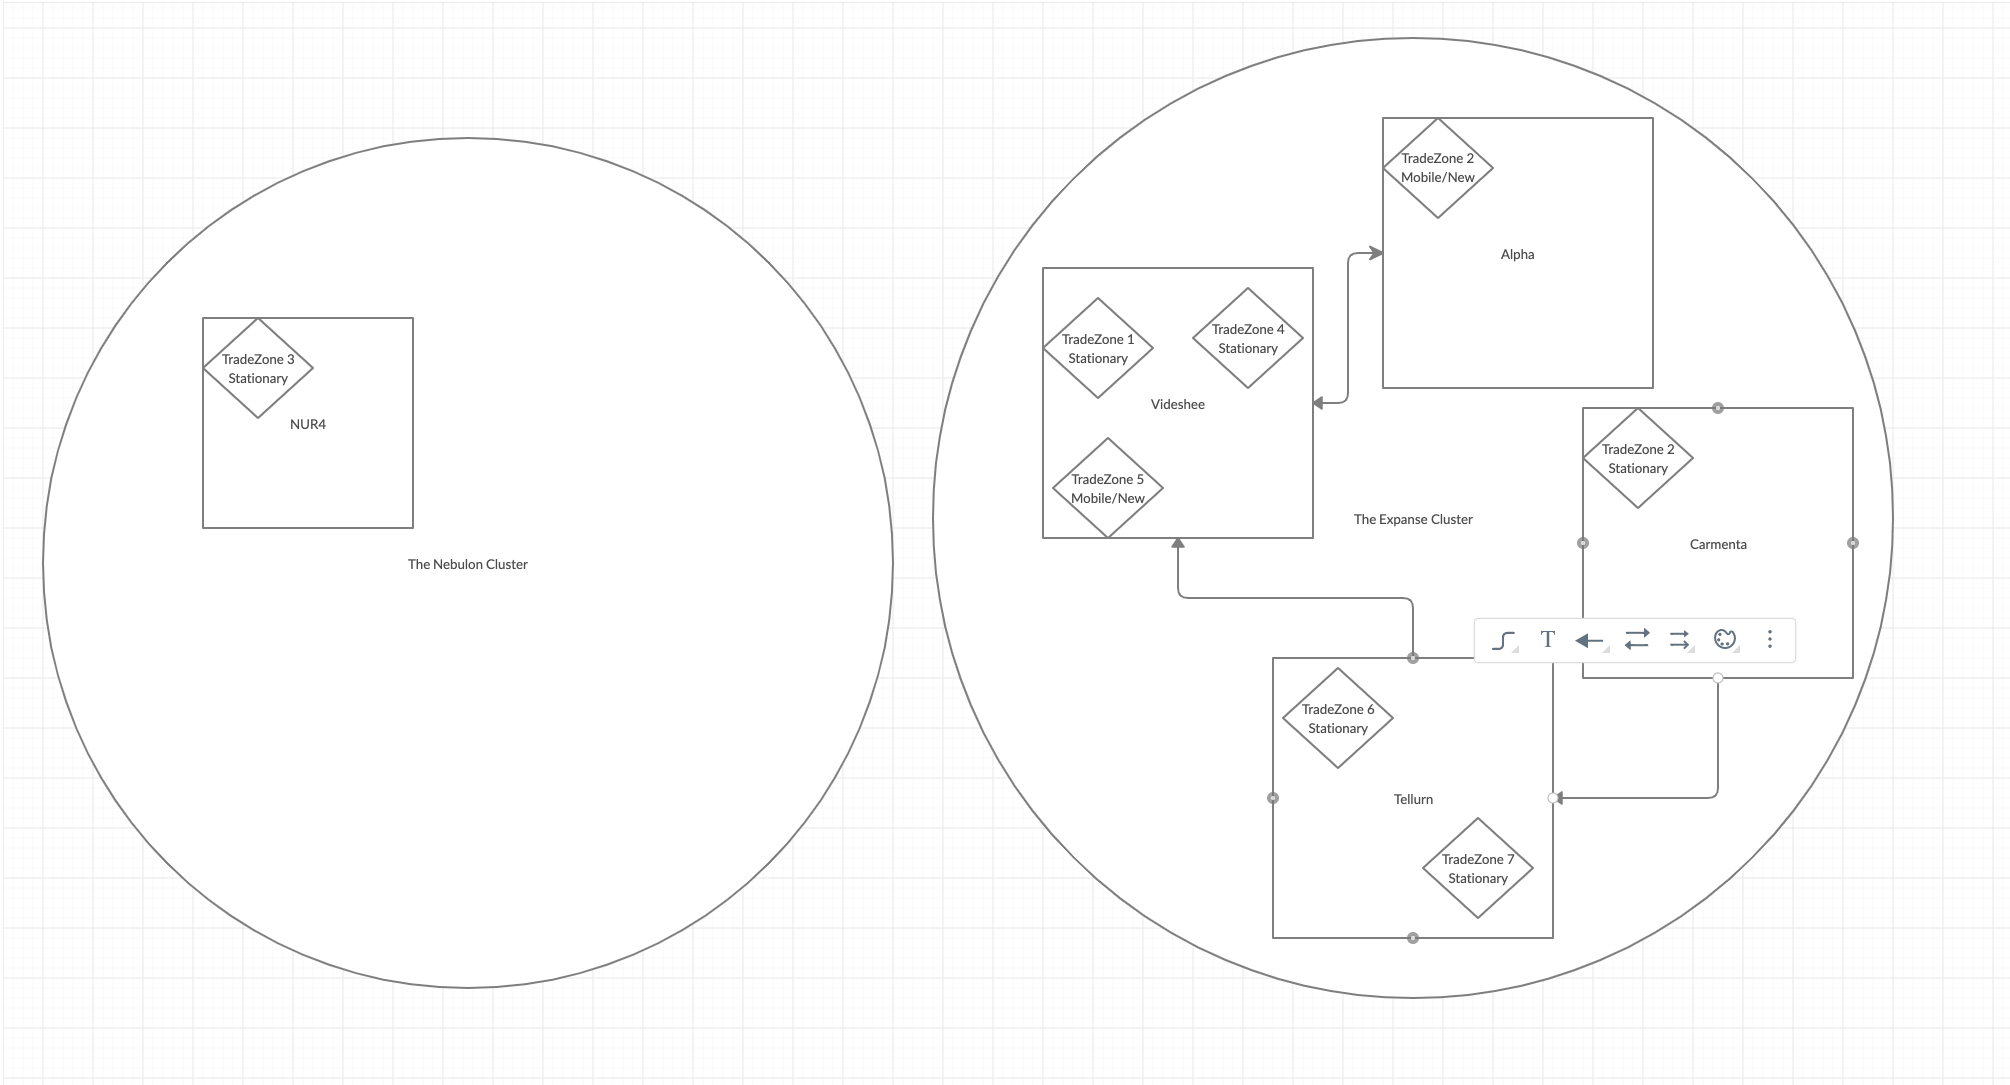 TradeZone 3
Stationary
NUR4
The Nebulon Cluster
TradeZone 2
Mobile/New
Alpha
TradeZone 1
Stationary
TradeZone 4
Stationary
Videshee
TradeZone 5
Mobile/New
The Expanse Cluster
TradeZone 2
Stationary
Carmenta
T
TradeZone 6
Stationary
Tellurn
TradeZone 7
Stationary